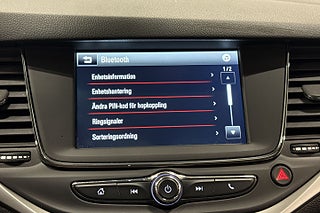 Bluetooth
1/2
Enhetsinformation
Enhetshantering
Ändra PIN-kod för hopkoppling
Ringsignaler
Sorteringsordning